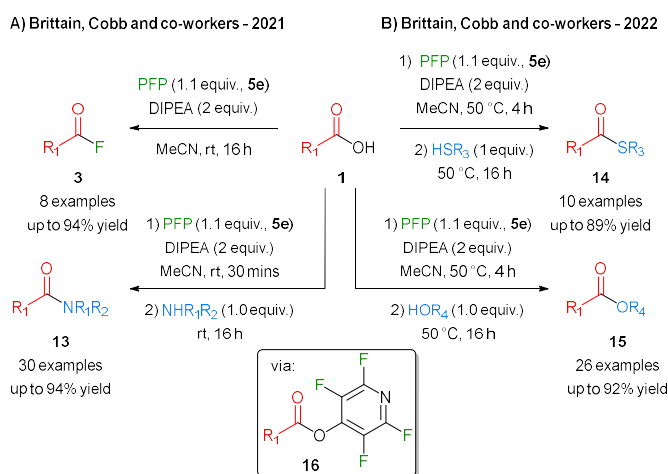 A) Brittain, Cobb and co-workers - 2021
PFP (1.1 equiv., 5e)
DIPEA (2 equiv.)
MeCN, rt, 16 h
O
R1
F
3
8 examples
up to 94% yield
O
R1
OH
1
B) Brittain, Cobb and co-workers - 2022
1) PFP (1.1 equiv., 5e)
DIPEA (2 equiv.)
MeCN, 50 °C, 4 h
2) HSR3 (1 equiv.)
50 °C, 16 h
O
R1
SR3
14
10 examples
up to 89% yield
1) PFP (1.1 equiv., 5e)
DIPEA (2 equiv.)
MeCN, rt, 30 mins
2) NHR1R2 (1.0 equiv.)
rt, 16 h
O
R1
NR1R2
13
30 examples
up to 94% yield
1) PFP (1.1 equiv., 5e)
DIPEA (2 equiv.)
MeCN, 50 °C, 4 h
2) HOR4 (1.0 equiv.)
50 °C, 16 h
O
R1
OR4
15
26 examples
up to 92% yield
via:
F
F
O
N
R1
O
F
F
16